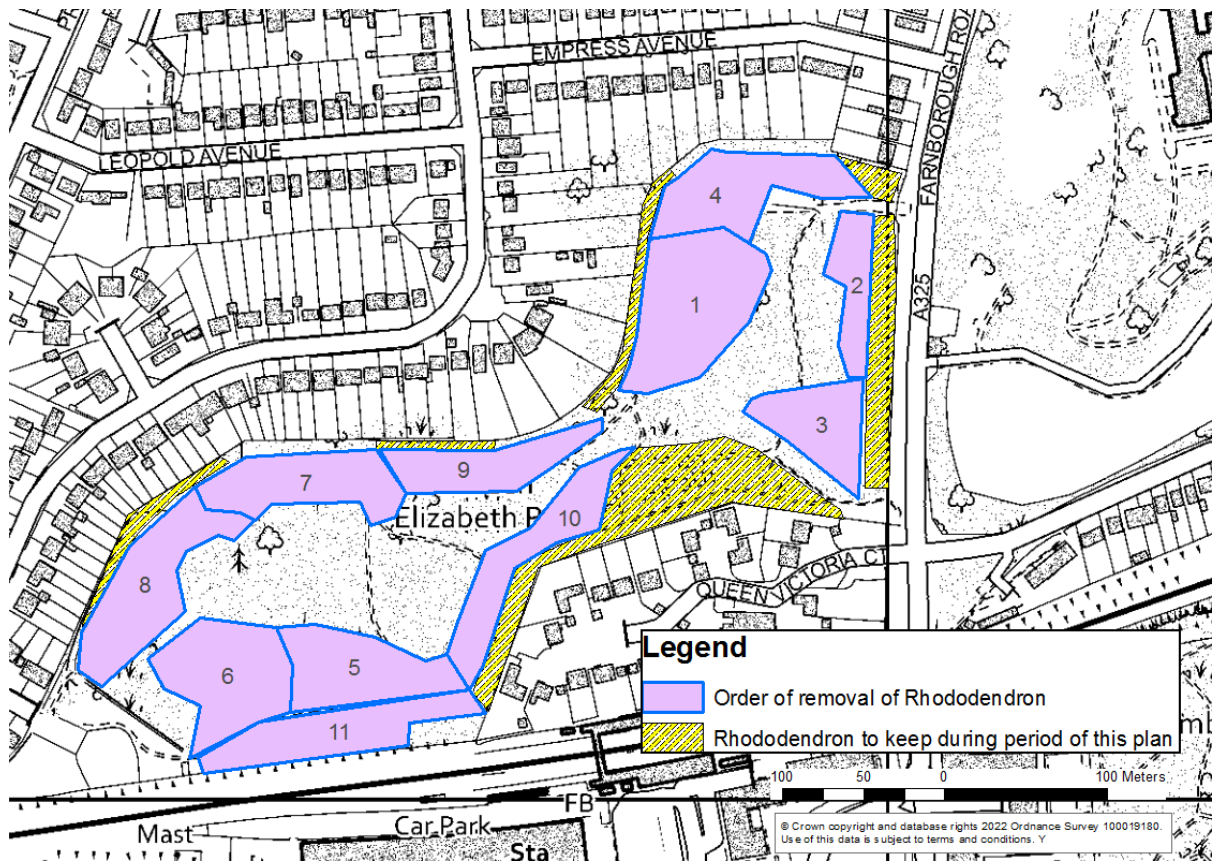 EMPRESS AVENUE
FARNBOROUGH RO
LEOPOLD AVENUE
4
2
1
A325
3
9
7
Elizabeth P
10
8
QUEEN VICTORIA CT
6
5
11
Legend
Order of removal of Rhododendron
Rhododendron to keep during period of this plan
mb
100 50 0 100 Meters
FB
Mast
Car Park
Sta
© Crown copyright and database rights 2022 Ordnance Survey 100019180.
Use of this data is subject to terms and conditions. Y